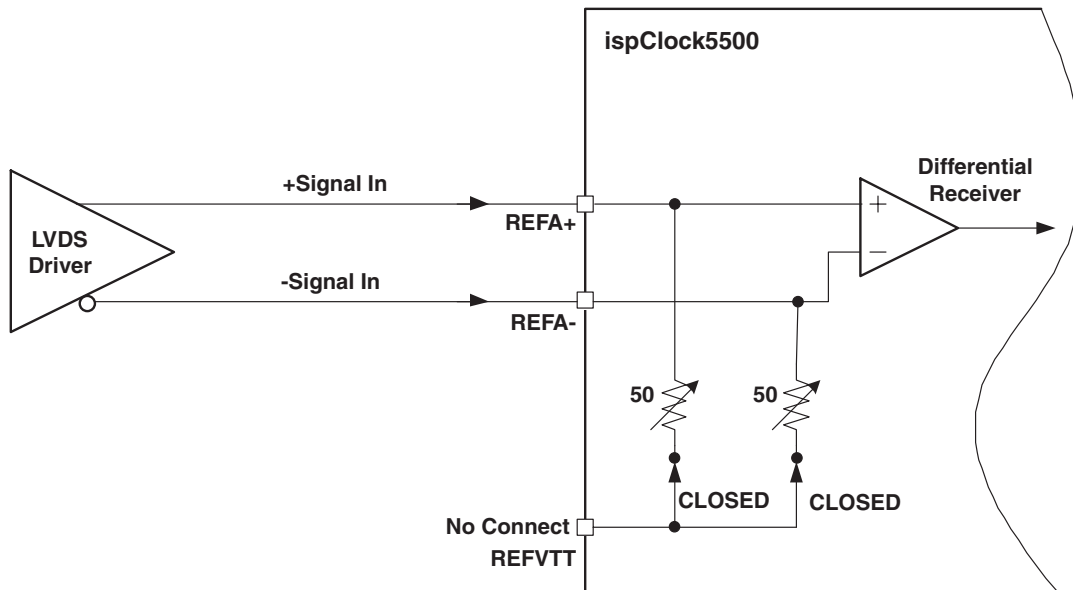 ispClock5500
Differential
Receiver
+Signal In
LVDS
Driver
REFA+
+
−
-Signal In
REFA-
50
50
CLOSED
CLOSED
No Connect
REFVTT